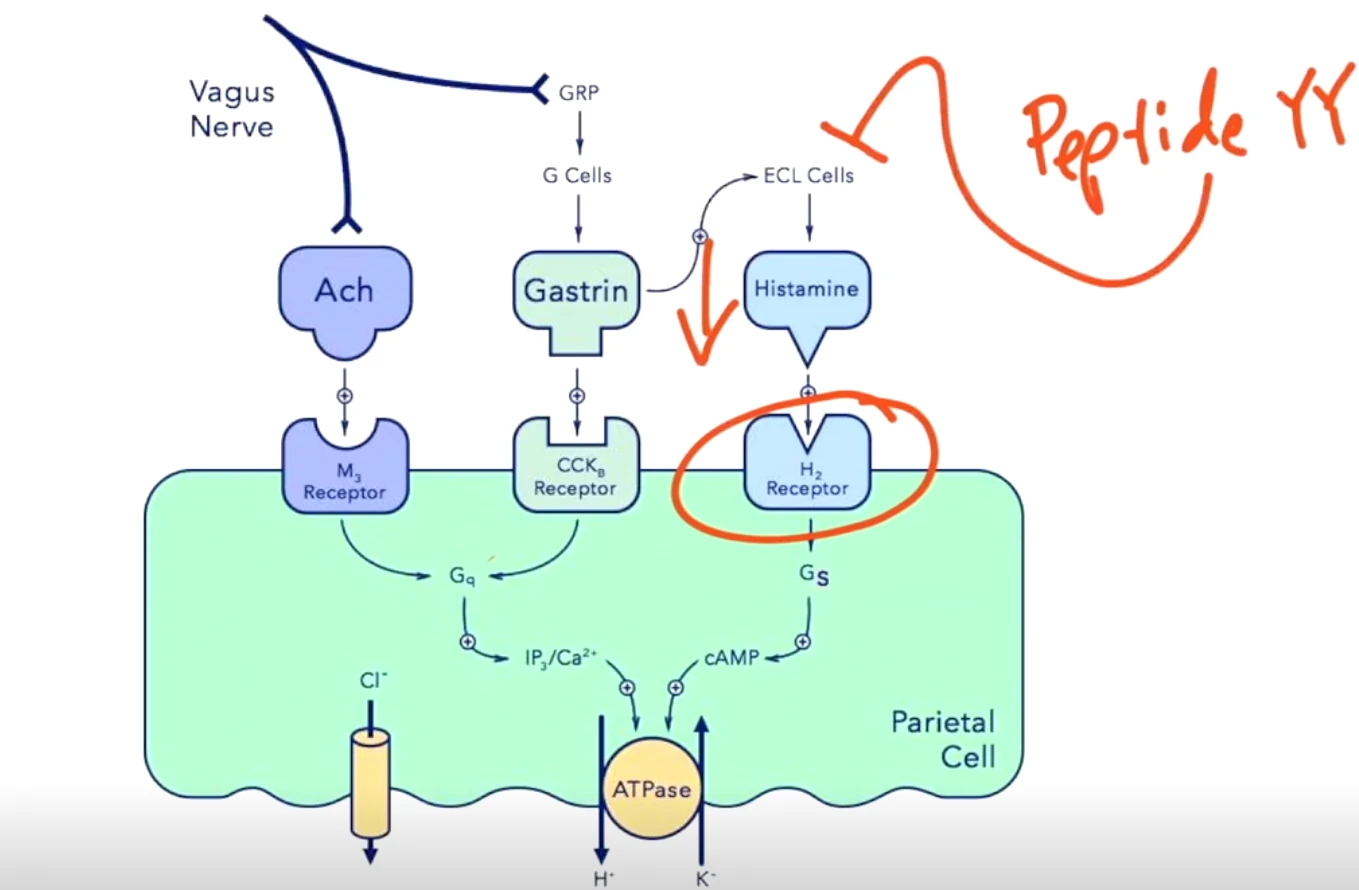 Vagus
Nerve
GRP
Peptide YY
G Cells
ECL Cells
Ach
Gastrin
Histamine
M₃
Receptor
CCK_B
Receptor
H₂
Receptor
Gq
Gs
IP₃/Ca²⁺
cAMP
Cl⁻
Parietal
Cell
ATPase
H⁺
K⁻